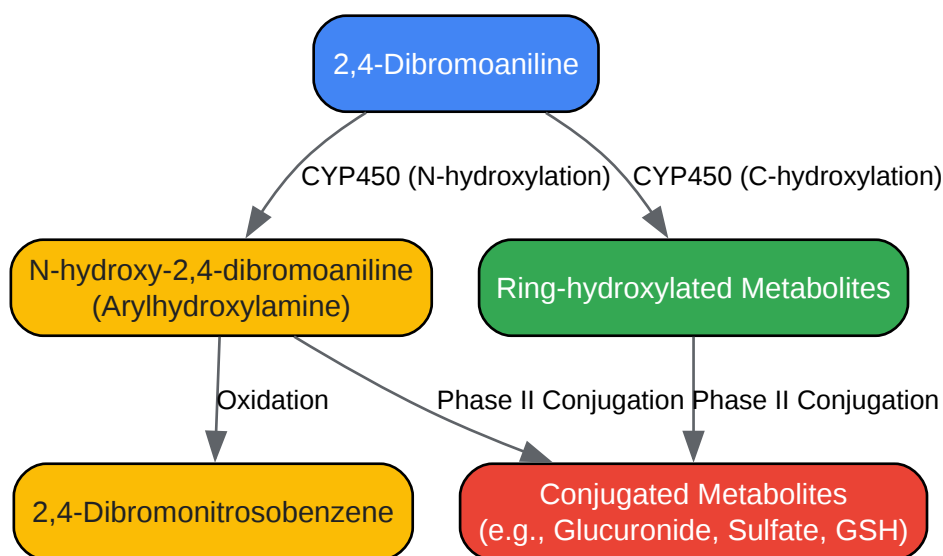 2,4-Dibromoaniline
CYP450 (N-hydroxylation)
CYP450 (C-hydroxylation)
N-hydroxy-2,4-dibromoaniline
(Arylhydroxylamine)
Ring-hydroxylated Metabolites
Oxidation
Phase II Conjugation
Phase II Conjugation
2,4-Dibromonitrosobenzene
Conjugated Metabolites
(e.g., Glucuronide, Sulfate, GSH)